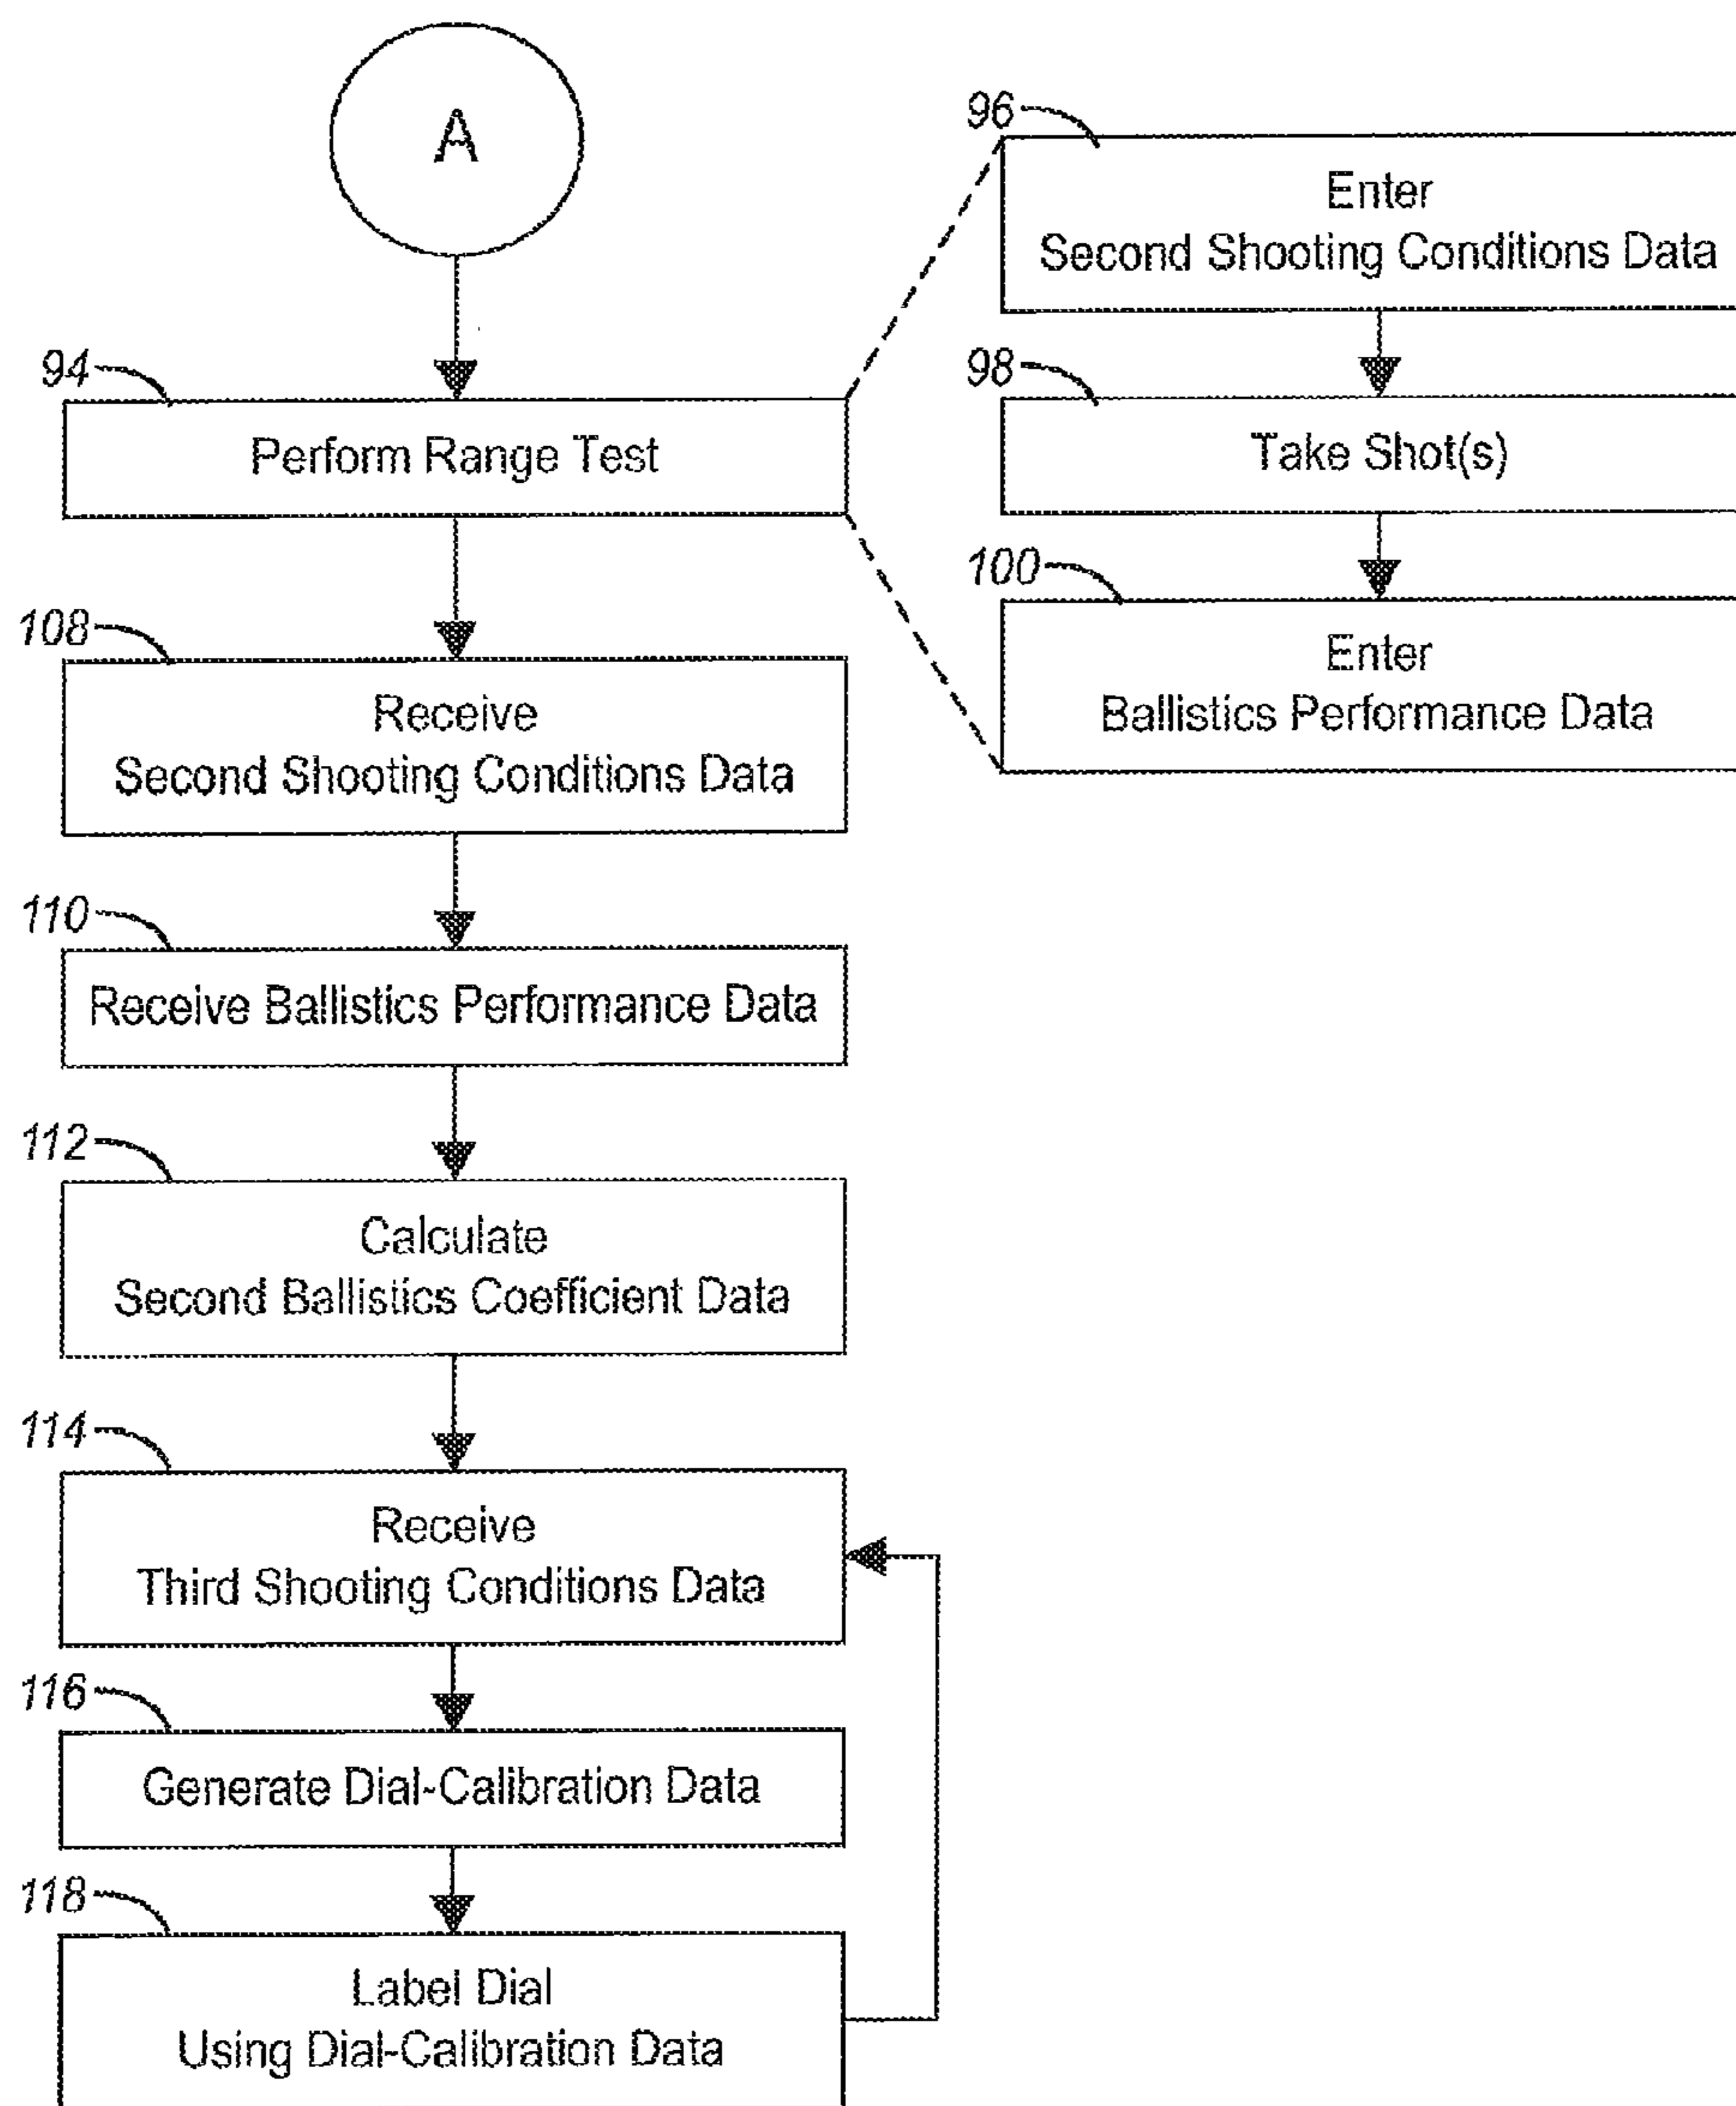 A
94
Perform Range Test
96
Enter
Second Shooting Conditions Data
98
Take Shot(s)
100
Enter
Ballistics Performance Data
108
Receive
Second Shooting Conditions Data
110
Receive Ballistics Performance Data
112
Calculate
Second Ballistics Coefficient Data
114
Receive
Third Shooting Conditions Data
116
Generate Dial-Calibration Data
118
Label Dial
Using Dial-Calibration Data